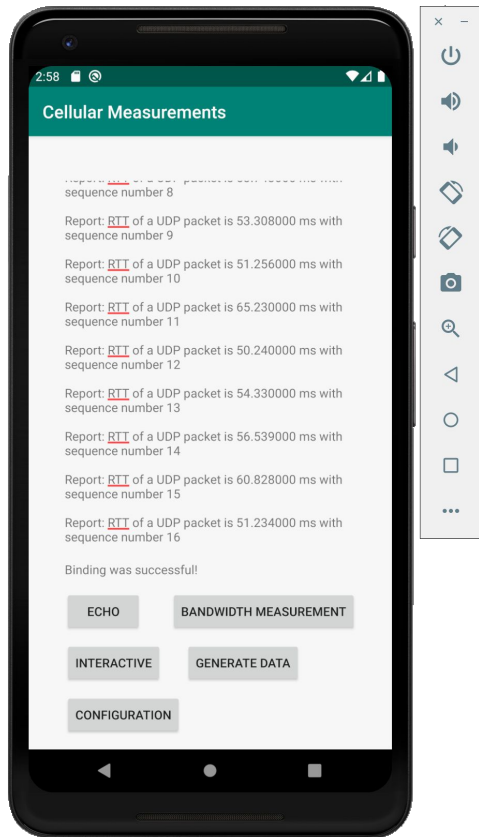 2:58
Cellular Measurements
sequence number 8
Report: RTT of a UDP packet is 53.308000 ms with
sequence number 9
Report: RTT of a UDP packet is 51.256000 ms with
sequence number 10
Report: RTT of a UDP packet is 65.230000 ms with
sequence number 11
Report: RTT of a UDP packet is 50.240000 ms with
sequence number 12
Report: RTT of a UDP packet is 54.330000 ms with
sequence number 13
Report: RTT of a UDP packet is 56.539000 ms with
sequence number 14
Report: RTT of a UDP packet is 60.828000 ms with
sequence number 15
Report: RTT of a UDP packet is 51.234000 ms with
sequence number 16
Binding was successful!
ECHO BANDWIDTH MEASUREMENT
INTERACTIVE GENERATE DATA
CONFIGURATION